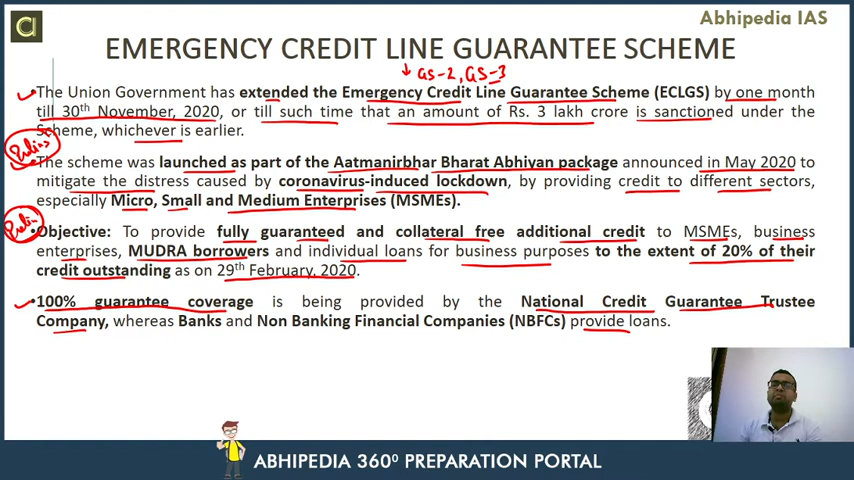 Abhipedia IAS
EMERGENCY CREDIT LINE GUARANTEE SCHEME
GS-2, GS-3
The Union Government has extended the Emergency Credit Line Guarantee Scheme (ECLGS) by one month
till 30th November, 2020, or till such time that an amount of Rs. 3 lakh crore is sanctioned under the
Scheme, whichever is earlier.
Prelims
The scheme was launched as part of the Aatmanirbhar Bharat Abhiyan package announced in May 2020 to
mitigate the distress caused by coronavirus-induced lockdown, by providing credit to different sectors,
especially Micro, Small and Medium Enterprises (MSMEs).
Objective: To provide fully guaranteed and collateral free additional credit to MSMEs, business
enterprises, MUDRA borrowers and individual loans for business purposes to the extent of 20% of their
credit outstanding as on 29th February, 2020.
100% guarantee coverage is being provided by the National Credit Guarantee Trustee
Company, whereas Banks and Non Banking Financial Companies (NBFCs) provide loans.
ABHIPEDIA 360⁰ PREPARATION PORTAL